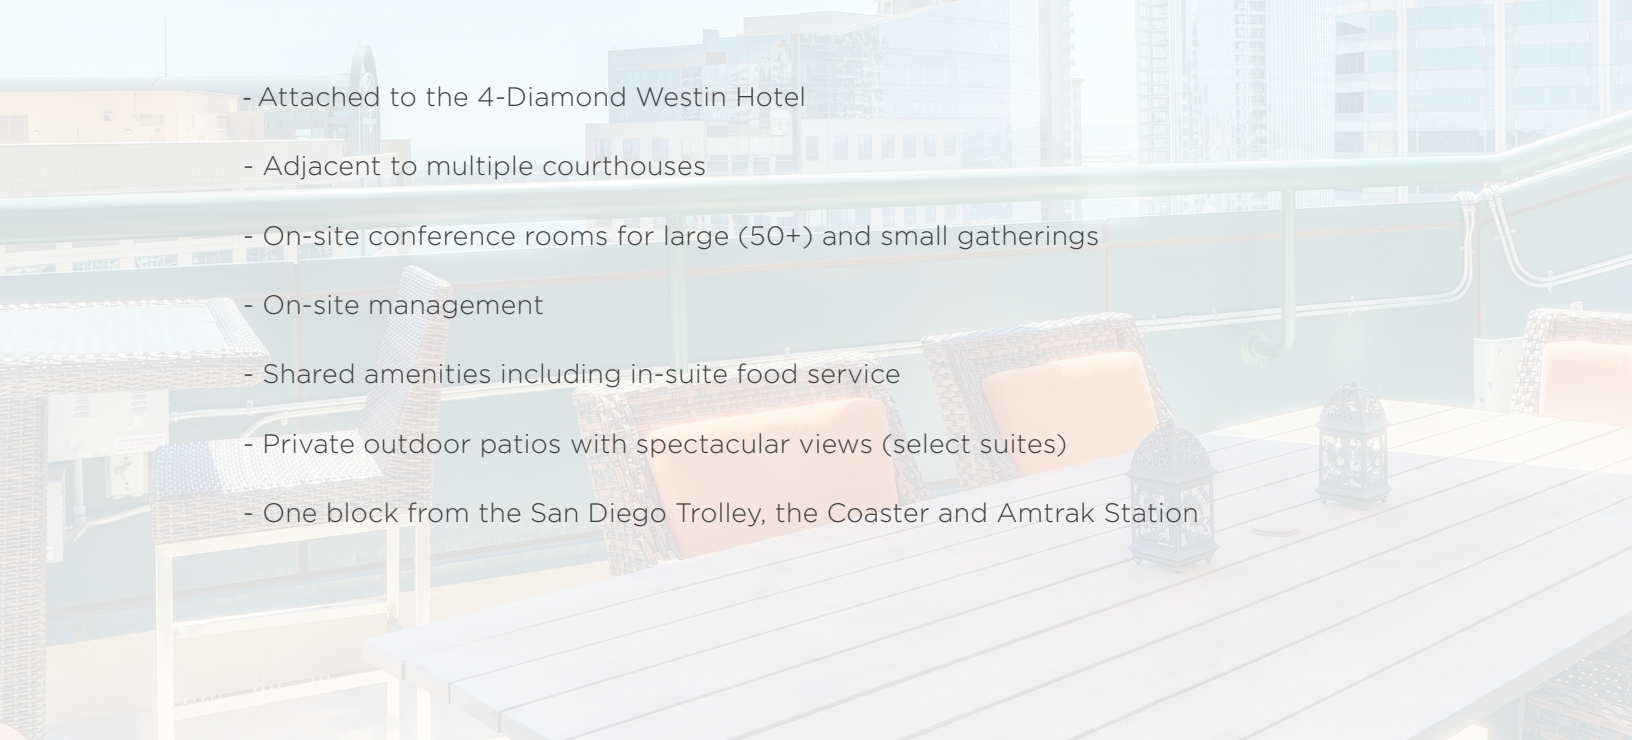 - Attached to the 4-Diamond Westin Hotel
- Adjacent to multiple courthouses
- On-site conference rooms for large (50+) and small gatherings
- On-site management
- Shared amenities including in-suite food service
- Private outdoor patios with spectacular views (select suites)
- One block from the San Diego Trolley, the Coaster and Amtrak Station